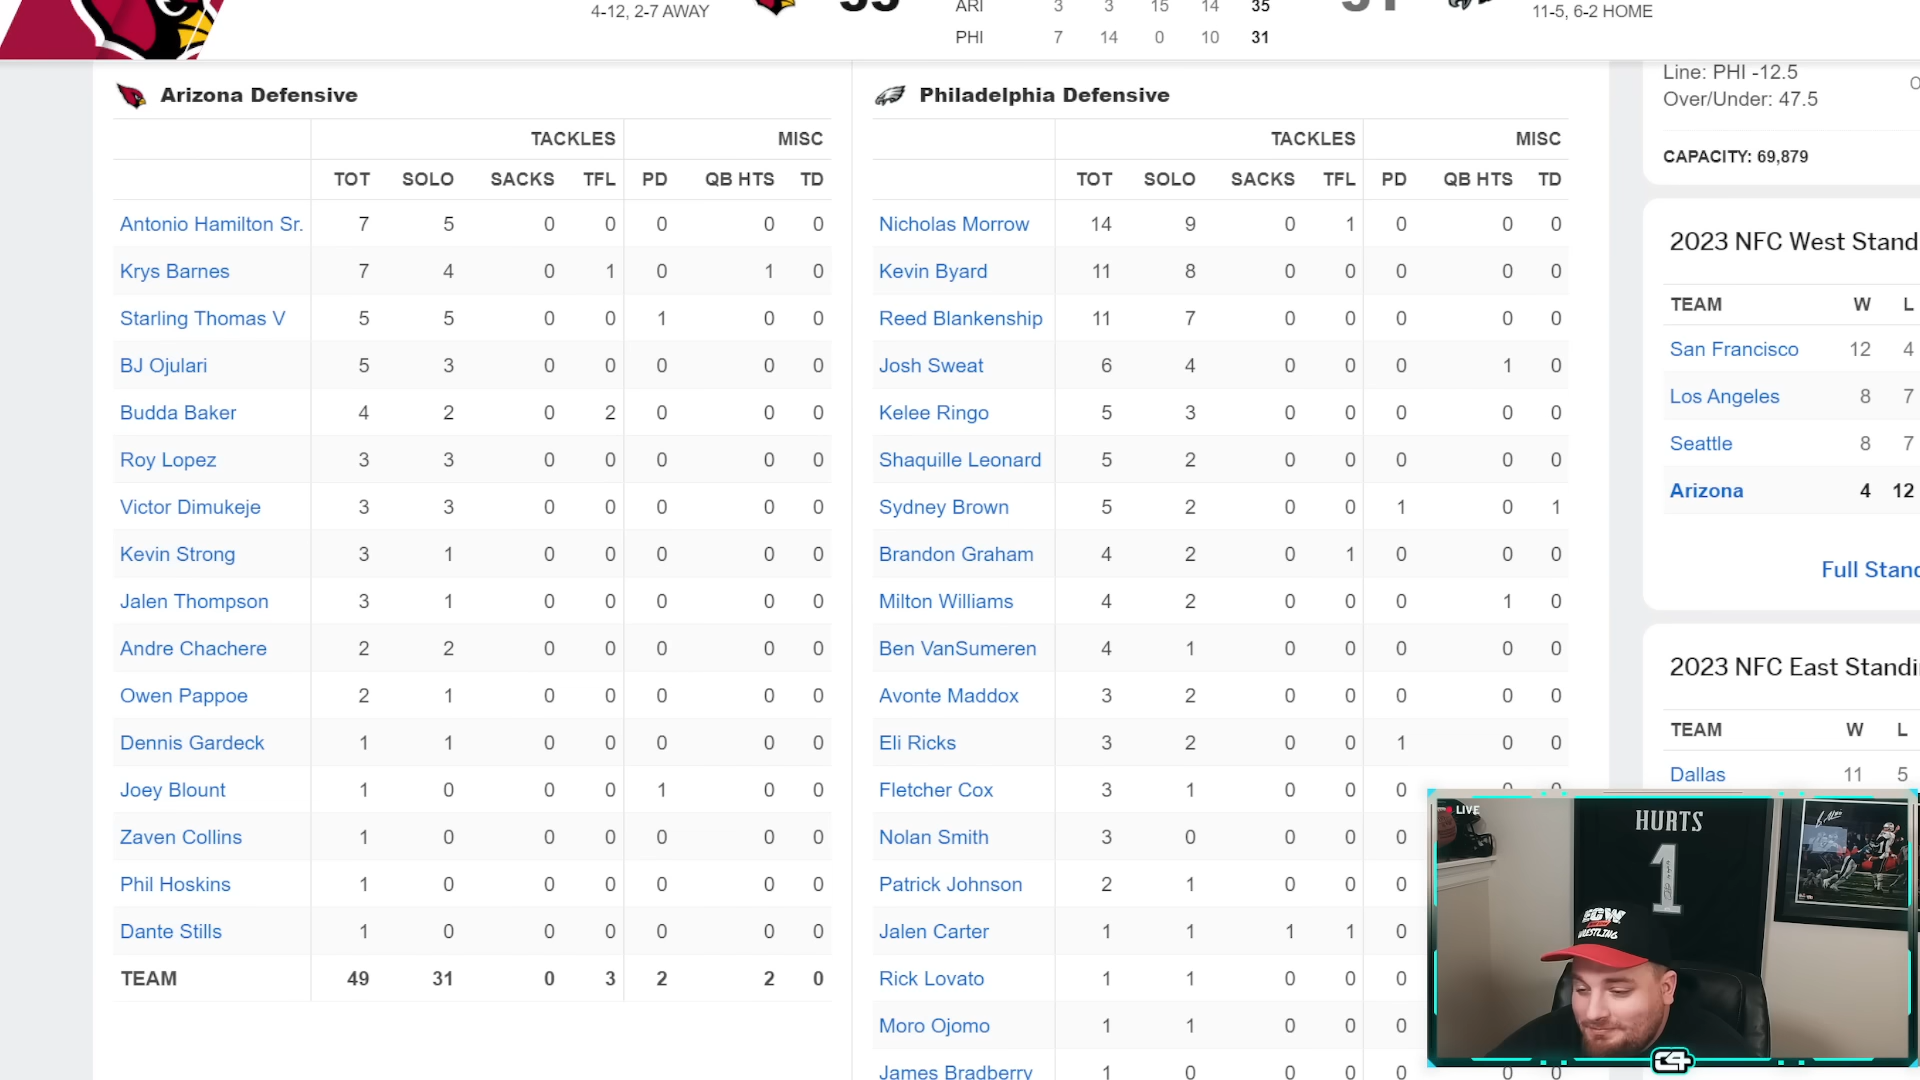 4-12, 2-7 AWAY
ARI 3 3 15 14 35
11-5, 6-2 HOME
PHI 7 14 0 10 31
Arizona Defensive
TACKLES MISC
TOT SOLO SACKS TFL PD QB HTS TD
Antonio Hamilton Sr. 7 5 0 0 0 0 0
Krys Barnes 7 4 0 1 0 1 0
Starling Thomas V 5 5 0 0 1 0 0
BJ Ojulari 5 3 0 0 0 0 0
Budda Baker 4 2 0 2 0 0 0
Roy Lopez 3 3 0 0 0 0 0
Victor Dimukeje 3 3 0 0 0 0 0
Kevin Strong 3 1 0 0 0 0 0
Jalen Thompson 3 1 0 0 0 0 0
Andre Chachere 2 2 0 0 0 0 0
Owen Pappoe 2 1 0 0 0 0 0
Dennis Gardeck 1 1 0 0 0 0 0
Joey Blount 1 0 0 0 1 0 0
Zaven Collins 1 0 0 0 0 0 0
Phil Hoskins 1 0 0 0 0 0 0
Dante Stills 1 0 0 0 0 0 0
TEAM 49 31 0 3 2 2 0
Philadelphia Defensive
TACKLES MISC
TOT SOLO SACKS TFL PD QB HTS TD
Nicholas Morrow 14 9 0 1 0 0 0
Kevin Byard 11 8 0 0 0 0 0
Reed Blankenship 11 7 0 0 0 0 0
Josh Sweat 6 4 0 0 0 1 0
Kelee Ringo 5 3 0 0 0 0 0
Shaquille Leonard 5 2 0 0 0 0 0
Sydney Brown 5 2 0 0 1 0 1
Brandon Graham 4 2 0 1 0 0 0
Milton Williams 4 2 0 0 0 1 0
Ben VanSumeren 4 1 0 0 0 0 0
Avonte Maddox 3 2 0 0 0 0 0
Eli Ricks 3 2 0 0 1 0 0
Fletcher Cox 3 1 0 0 0
Nolan Smith 3 0 0 0 0
Patrick Johnson 2 1 0 0 0
Jalen Carter 1 1 1 1 0
Rick Lovato 1 1 0 0 0
Moro Ojomo 1 1 0 0 0
James Bradberry 1 0 0 0 0 0 0
Line: PHI -12.5
Over/Under: 47.5
CAPACITY: 69,879
2023 NFC West Stand
TEAM W L
San Francisco 12 4
Los Angeles 8 7
Seattle 8 7
Arizona 4 12
Full Stand
2023 NFC East Standi
TEAM W L
Dallas 11 5
LIVE
HURTS
1
ECW
WRESTLING